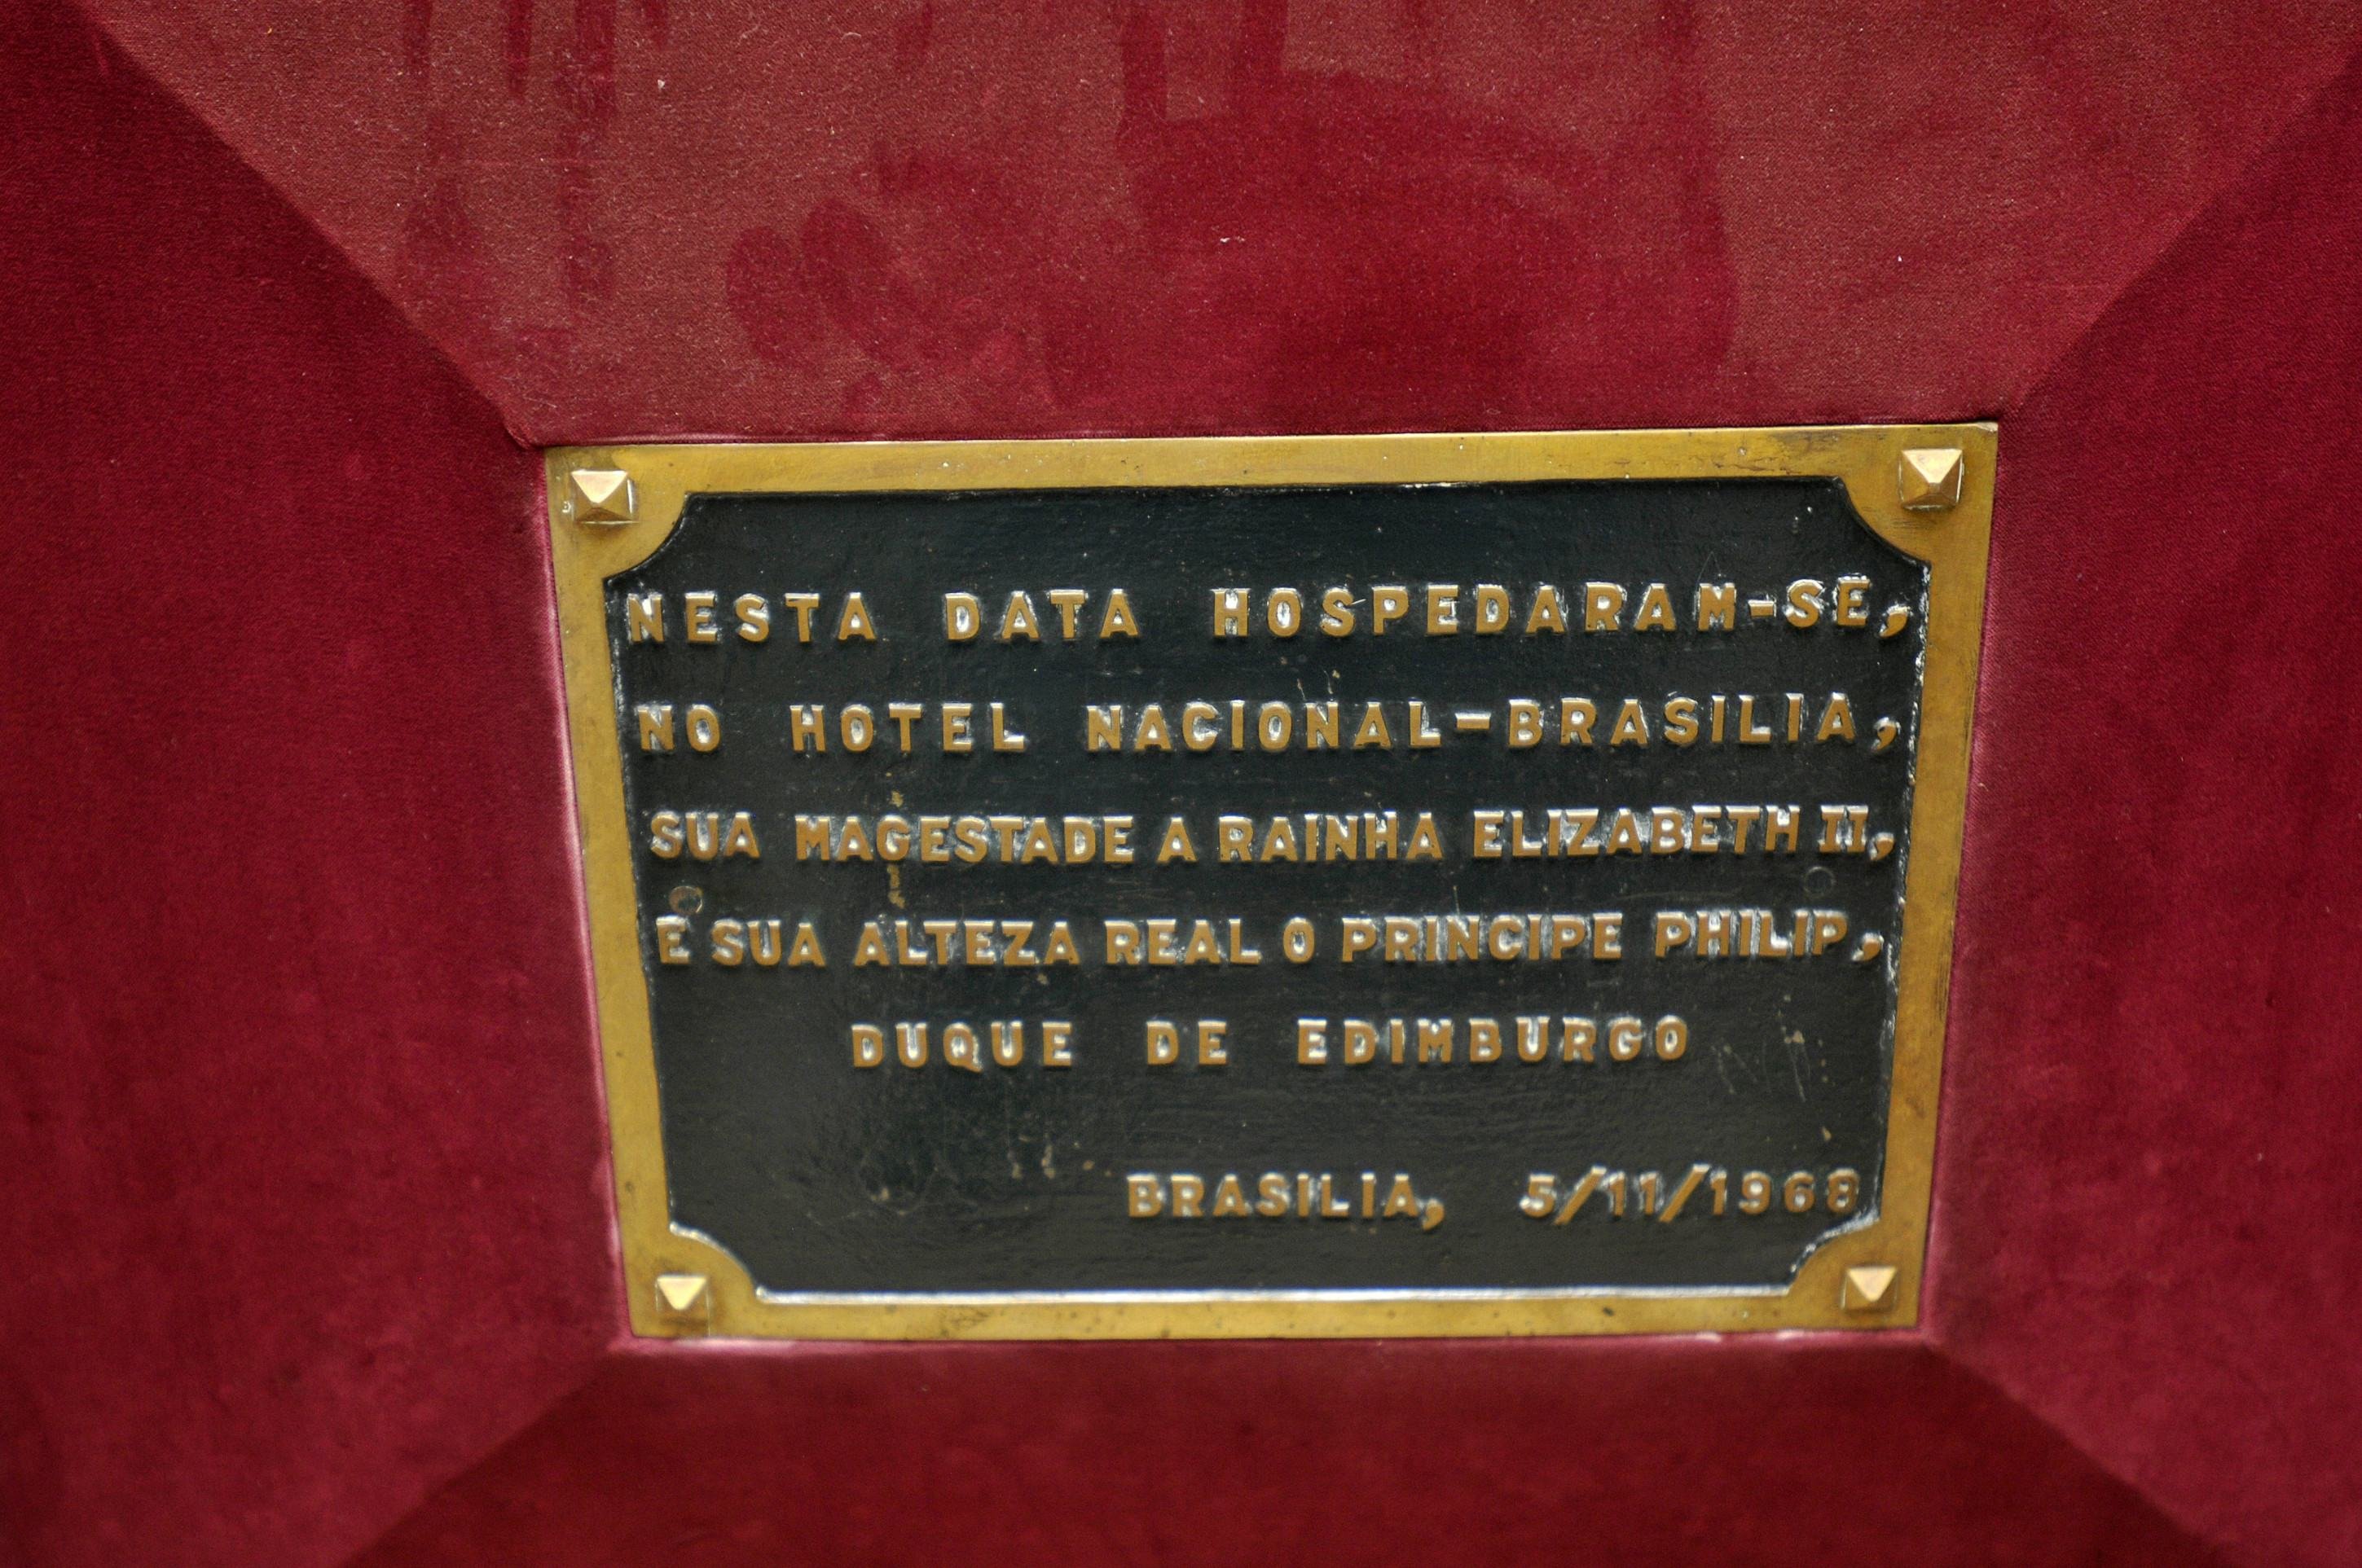 NESTA DATA HOSPEDARAM-SE,
NO HOTEL NACIONAL-BRASILIA,
SUA MAGESTADE A RAINHA ELIZABETH II,
E SUA ALTEZA REAL O PRINCIPE PHILIP,
DUQUE DE EDIMBURGO
BRASILIA, 5/11/1968